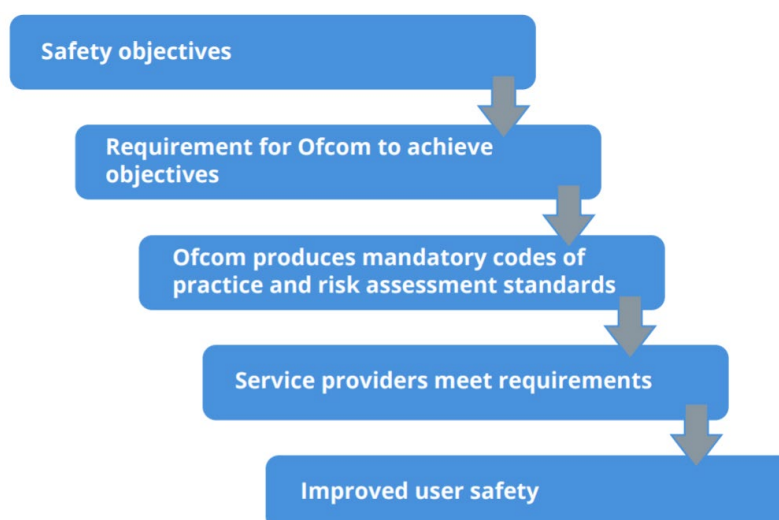 Safety objectives
Requirement for Ofcom to achieve
objectives
Ofcom produces mandatory codes of
practice and risk assessment standards
Service providers meet requirements
Improved user safety